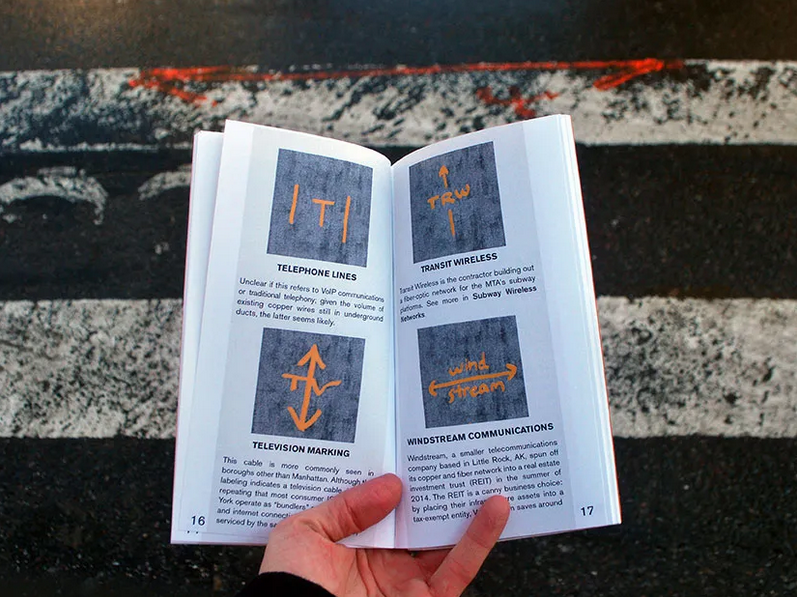 | T |
TELEPHONE LINES
Unclear if this refers to VoIP communications
or traditional telephony; given the volume of
existing copper wires still in underground
ducts, the latter seems likely.
TV
TELEVISION MARKING
This cable is more commonly seen in
boroughs other than Manhattan. Although
labeling indicates a television cable
repeating that most consumer
York operate as "bundlers"
and internet
serviced by the
16
TRW
TRANSIT WIRELESS
Transit Wireless is the contractor building out
a fiber-optic network for the MTA's subway
platforms. See more in Subway Wireless
Networks.
wind
stream
WINDSTREAM COMMUNICATIONS
Windstream, a smaller telecommunications
company based in Little Rock, AK, spun off
its copper and fiber network into a real estate
investment trust (REIT) in the summer of
2014. The REIT is a canny business choice:
by placing their assets into a
tax-exempt entity, saves around
17